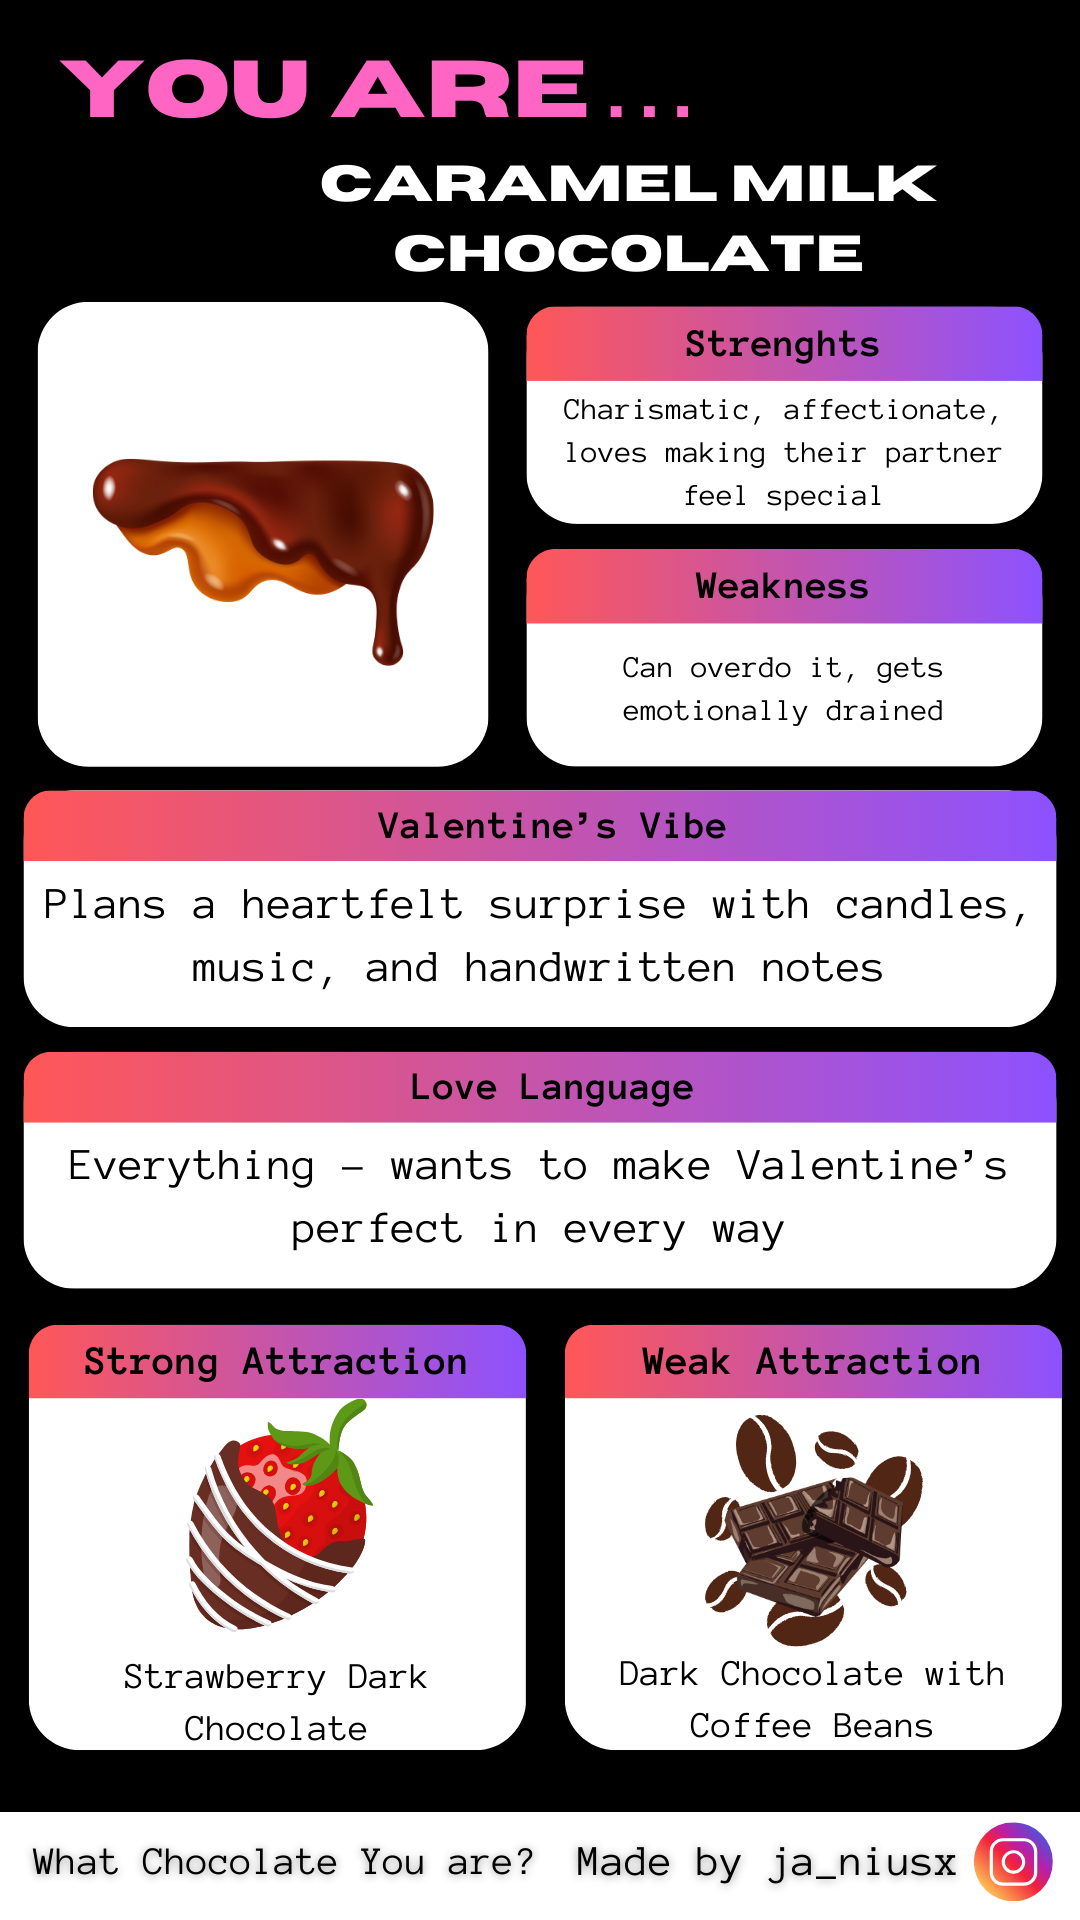 YOU ARE...
CARAMEL MILK
CHOCOLATE
Strenghts
Charismatic, affectionate,
loves making their partner
feel special
Weakness
Can overdo it, gets
emotionally drained
Valentine's Vibe
Plans a heartfelt surprise with candles,
music, and handwritten notes
Love Language
Everything – wants to make Valentine's
perfect in every way
Strong Attraction
Strawberry Dark
Chocolate
Weak Attraction
Dark Chocolate with
Coffee Beans
What Chocolate You are?
Made by ja_niusx